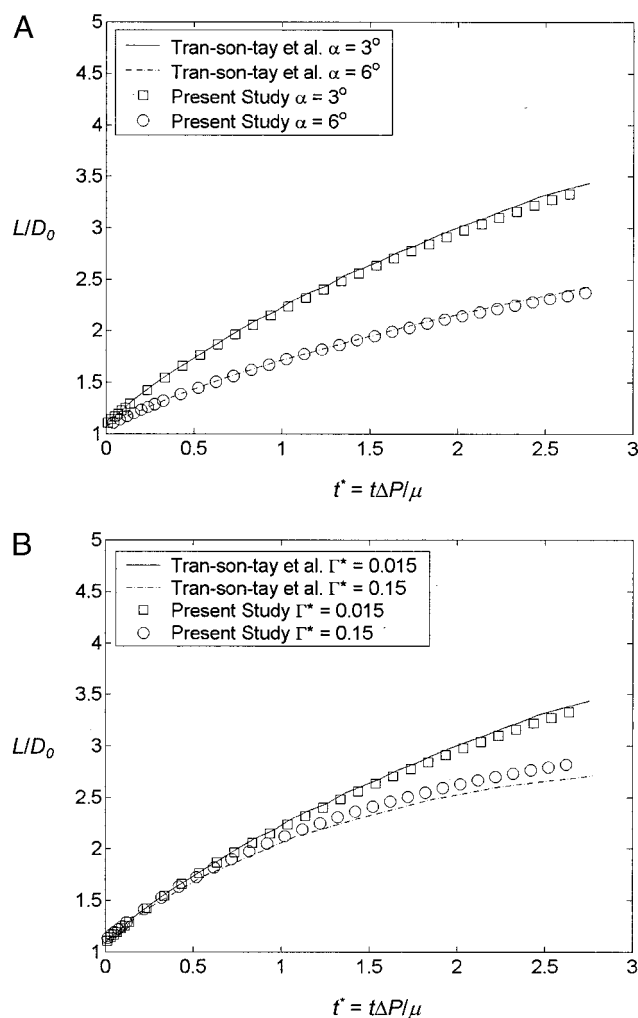 A
Tran-son-tay et al. α = 3°
Tran-son-tay et al. α = 6°
Present Study α = 3°
Present Study α = 6°
5
4.5
4
3.5
3
2.5
2
1.5
1
L/D₀
0
0.5
1
1.5
2
2.5
3
t* = tΔP/μ
B
Tran-son-tay et al. Γ* = 0.015
Tran-son-tay et al. Γ* = 0.15
Present Study Γ* = 0.015
Present Study Γ* = 0.15
5
4.5
4
3.5
3
2.5
2
1.5
1
L/D₀
0
0.5
1
1.5
2
2.5
3
t* = tΔP/μ